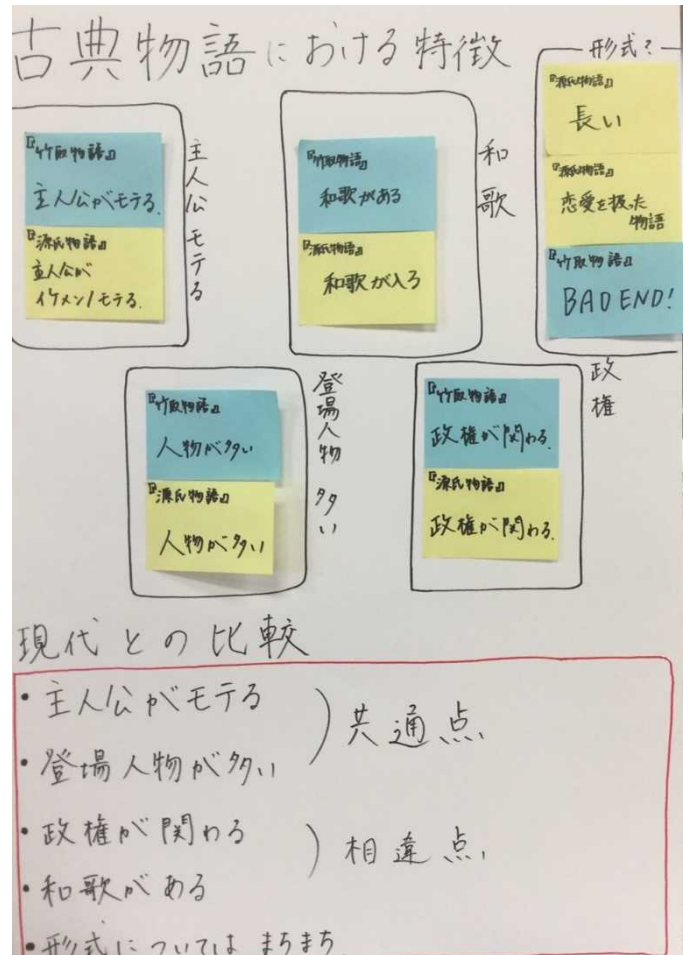 古典物語における特徴
『竹取物語』
主人公がモテる.
『源氏物語』
主人公が
イケメン/モテる.
主人公モテる
『竹取物語』
和歌がある
『源氏物語』
和歌が入る
和歌
形式?
『源氏物語』
長い
『源氏物語』
恋愛を扱った
物語
『竹取物語』
BAD END!
『竹取物語』
人物が多い
『源氏物語』
人物が多い
登場人物 多い
『竹取物語』
政権が関わる.
『源氏物語』
政権が関わる.
政権
現代との比較
・主人公がモテる
・登場人物が多い
共通点
・政権が関わる
・和歌がある
相違点
・形式についてはまちまち